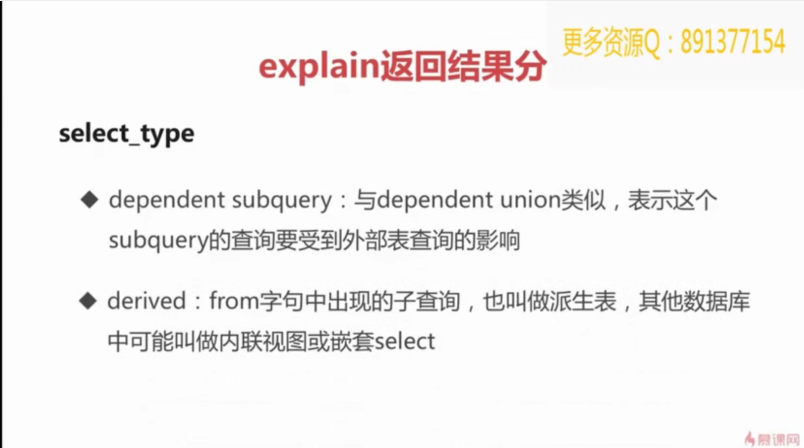 更多资源Q：891377154
explain返回结果分
select_type
◆ dependent subquery：与dependent union类似，表示这个
subquery的查询要受到外部表查询的影响
◆ derived：from字句中出现的子查询，也叫做派生表，其他数据库
中可能叫做内联视图或嵌套select
慕课网